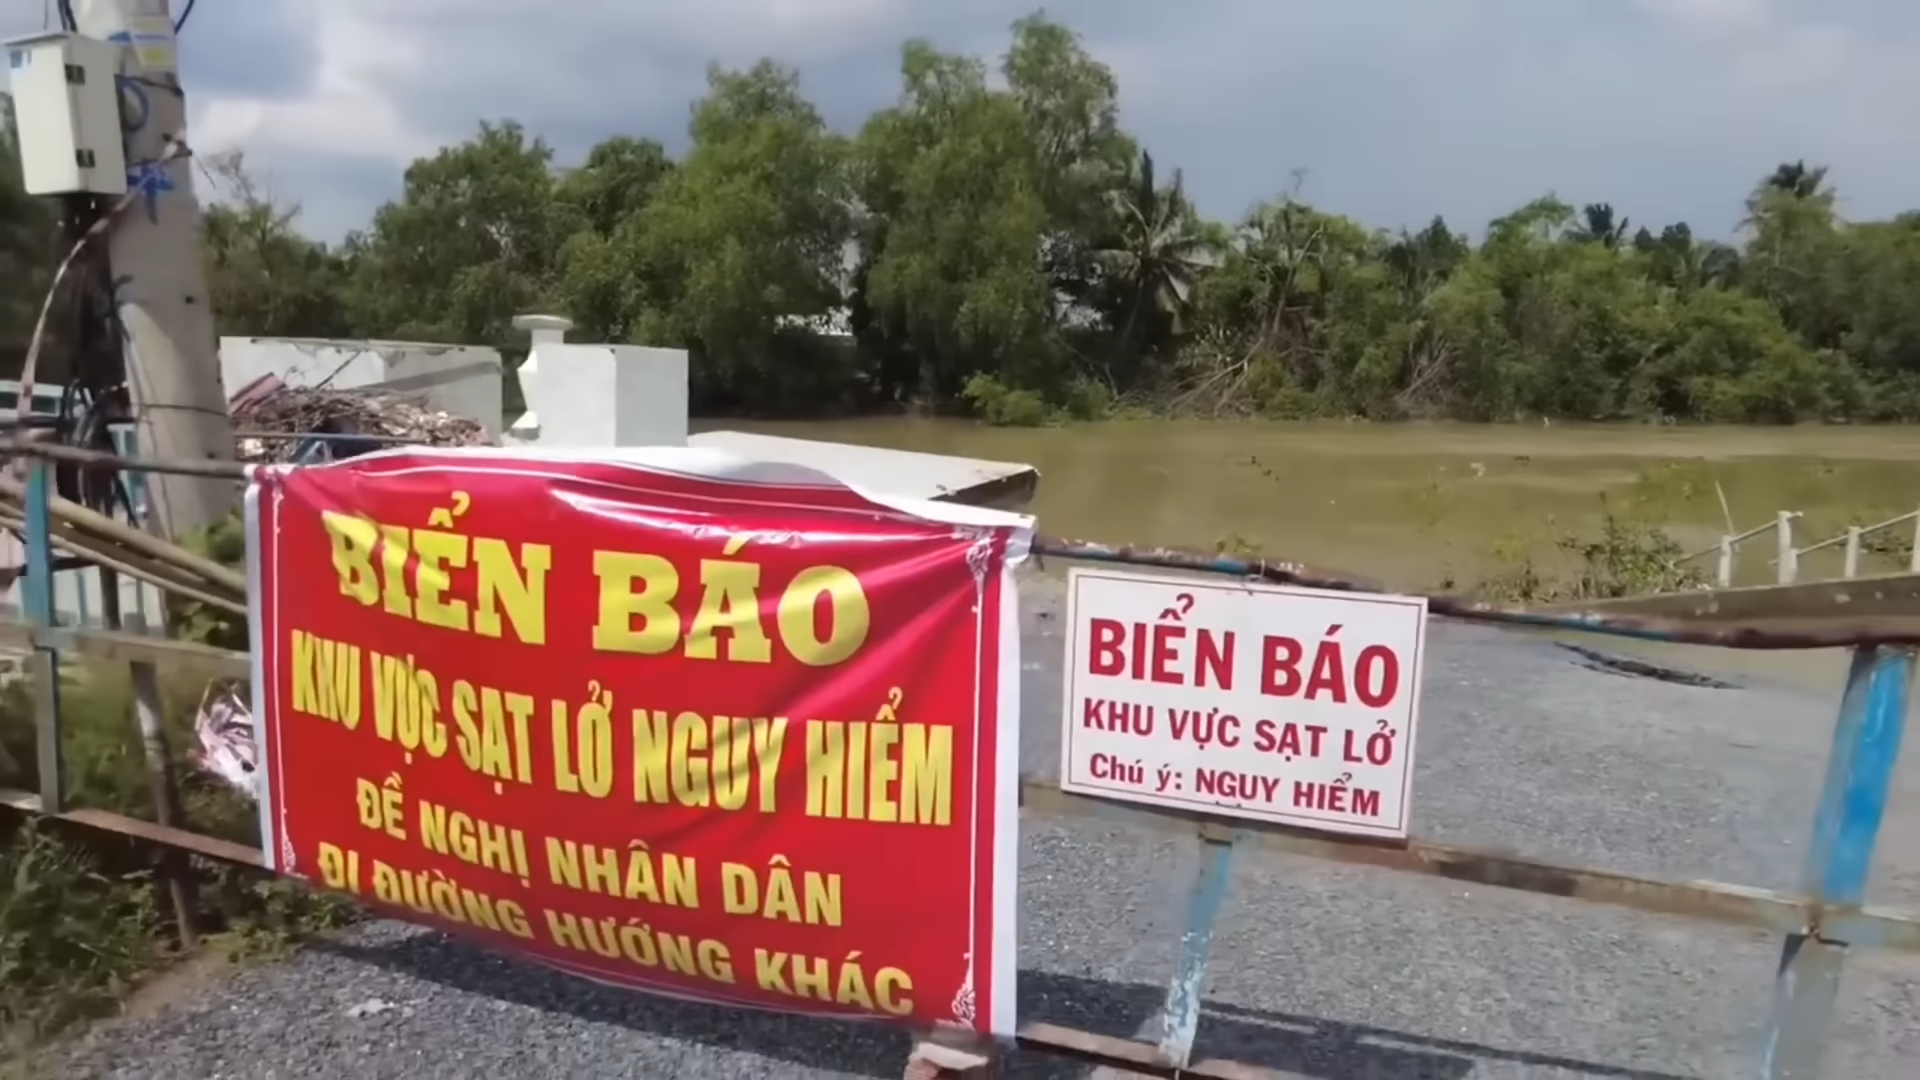 BIỂN BÁO
KHU VỰC SẠT LỞ NGUY HIỂM
ĐỀ NGHỊ NHÂN DÂN
ĐI ĐƯỜNG HƯỚNG KHÁC
BIỂN BÁO
KHU VỰC SẠT LỞ
Chú ý: NGUY HIỂM